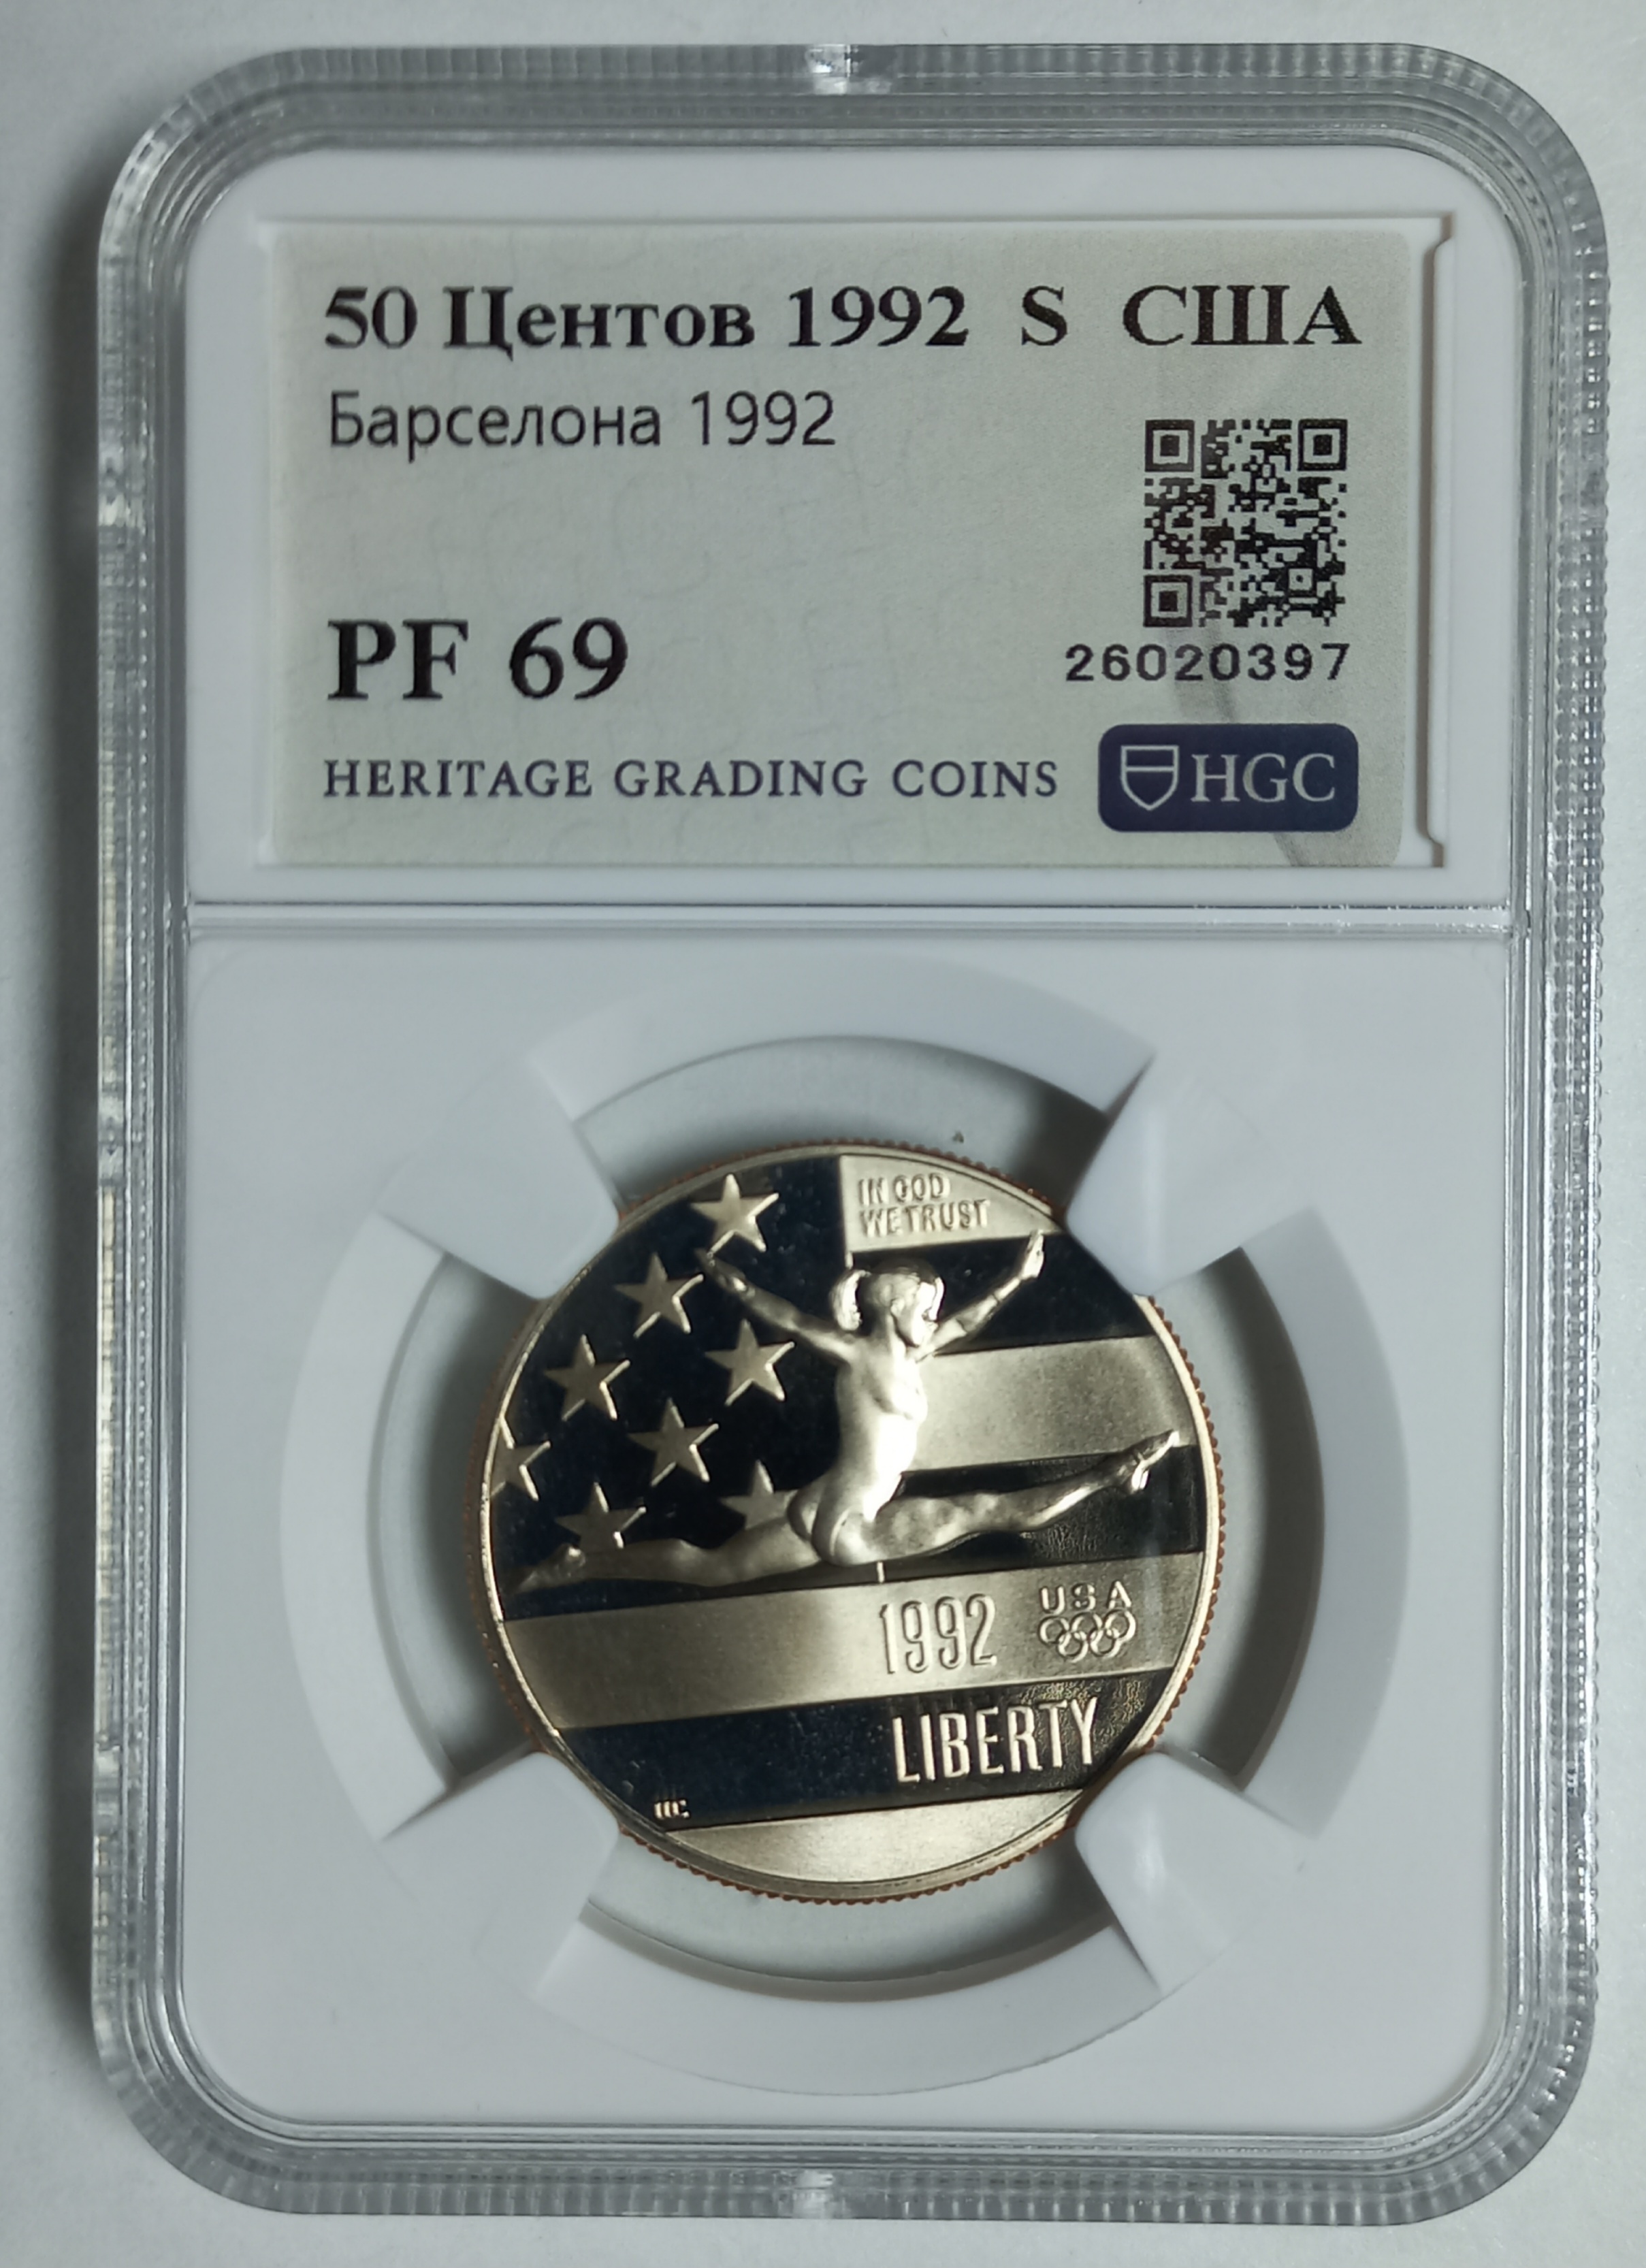 50 Центов 1992 S США
Барселона 1992
PF 69
26020397
HERITAGE GRADING COINS HGC
IN GOD
WE TRUST
1992 USA
LIBERTY